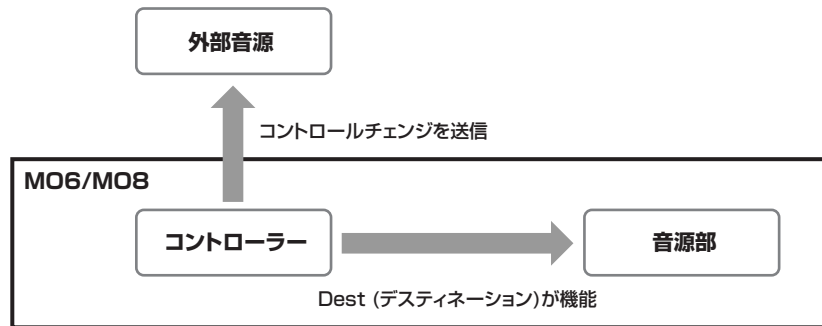 外部音源
コントロールチェンジを送信
MO6/MO8
コントローラー
音源部
Dest (デスティネーション)が機能